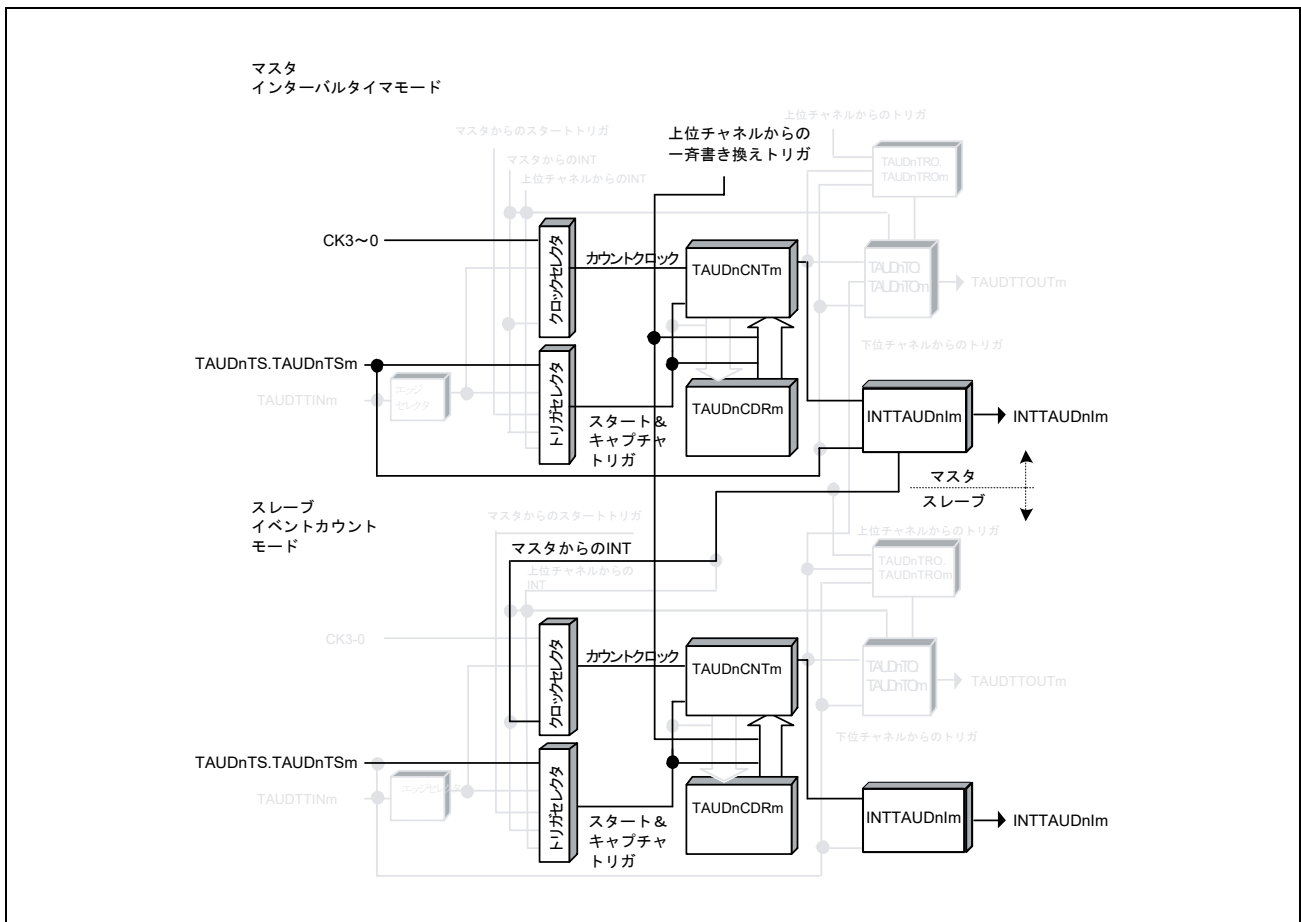 マスタ
インターバルタイマモード
上位チャネルからのトリガ
マスタからのスタートトリガ
上位チャネルからの
一斉書き換えトリガ
マスタからのINT
上位チャネルからのINT
TAUDnTRO.
TAUDnTROm
CK3~0
クロックセレクタ
カウントクロック
TAUDnCNTm
TAUDnTO.
TAUDnTOm
TAUDTTOUTm
下位チャネルからのトリガ
TAUDnTS.TAUDnTSm
TAUDTTINm
エッジ
セレクタ
トリガセレクタ
スタート&
キャプチャ
トリガ
TAUDnCDRm
INTTAUDnIm
INTTAUDnIm
マスタ
スレーブ
スレーブ
イベントカウント
モード
マスタからのスタートトリガ
マスタからのINT
上位チャネルからの
INT
上位チャネルからのトリガ
TAUDnTRO.
TAUDnTROm
CK3-0
クロックセレクタ
カウントクロック
TAUDnCNTm
TAUDnTO.
TAUDnTOm
TAUDTTOUTm
下位チャネルからのトリガ
TAUDnTS.TAUDnTSm
TAUDTTINm
エッジセレクタ
トリガセレクタ
スタート&
キャプチャ
トリガ
TAUDnCDRm
INTTAUDnIm
INTTAUDnIm